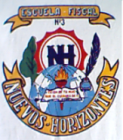 ESCUELA FISCAL
Nº3
NH
NUEVOS HORIZONTES